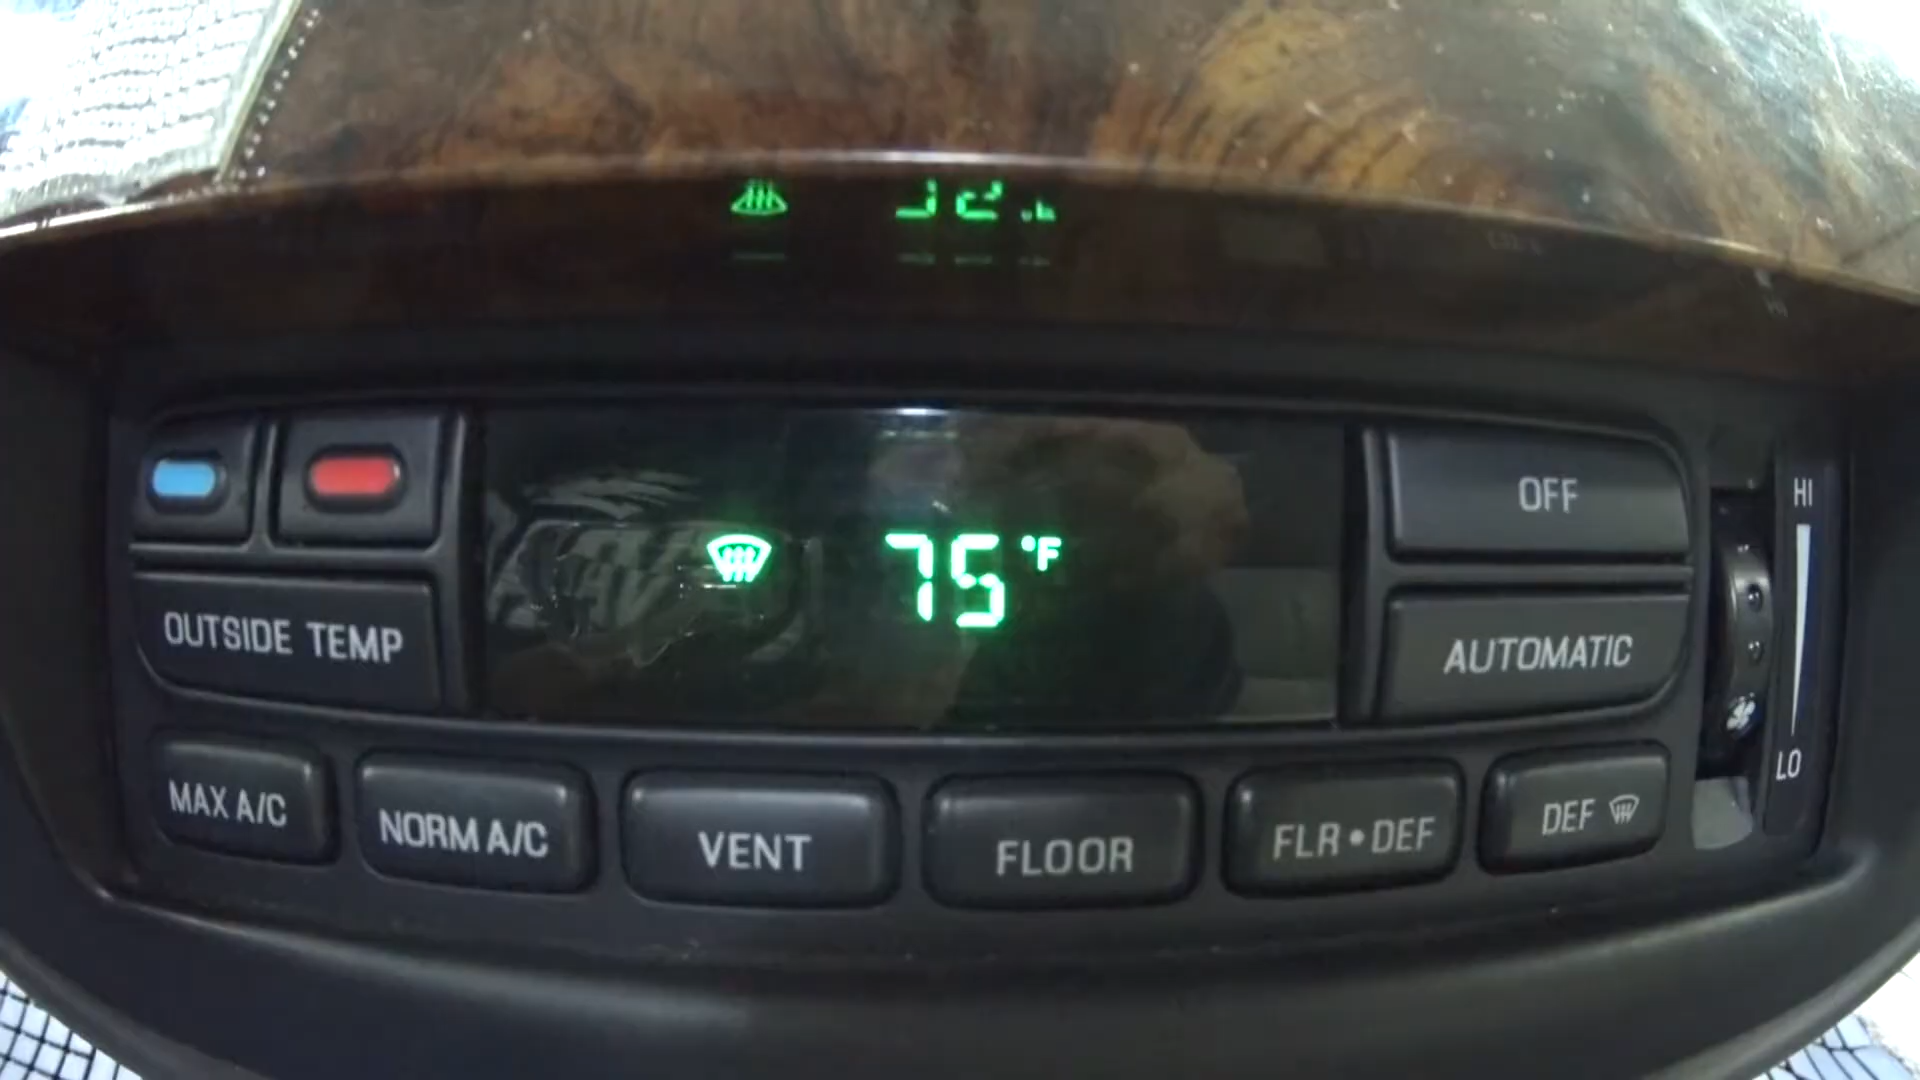 75 °F
OFF
HI
OUTSIDE TEMP
AUTOMATIC
LO
MAX A/C
NORM A/C
VENT
FLOOR
FLR • DEF
DEF